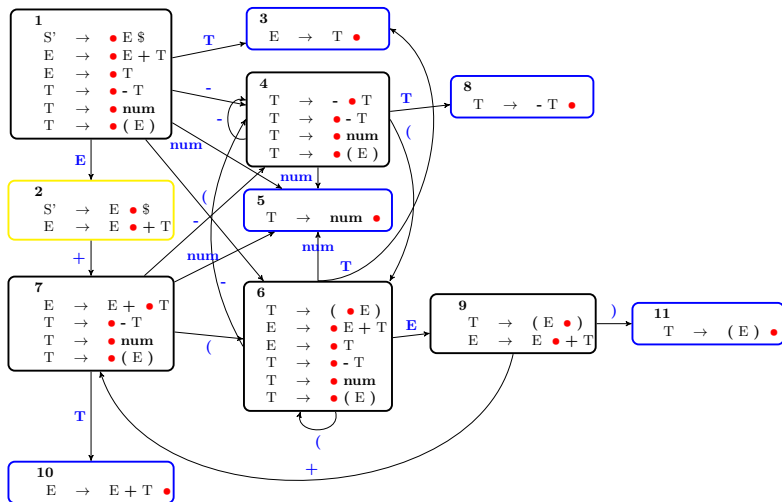 1
S' → • E $
E → • E + T
E → • T
T → • - T
T → • num
T → • ( E )
T
3
E → T •
-
4
T → - • T
T → • - T
T → • num
T → • ( E )
-
T
8
T → - T •
(
num
num
E
(
2
S' → E • $
E → E • + T
5
T → num •
-
num
num
T
+
-
7
E → E + • T
T → • - T
T → • num
T → • ( E )
(
6
T → ( • E )
E → • E + T
E → • T
T → • - T
T → • num
T → • ( E )
E
9
T → ( E • )
E → E • + T
)
11
T → ( E ) •
T
(
+
10
E → E + T •